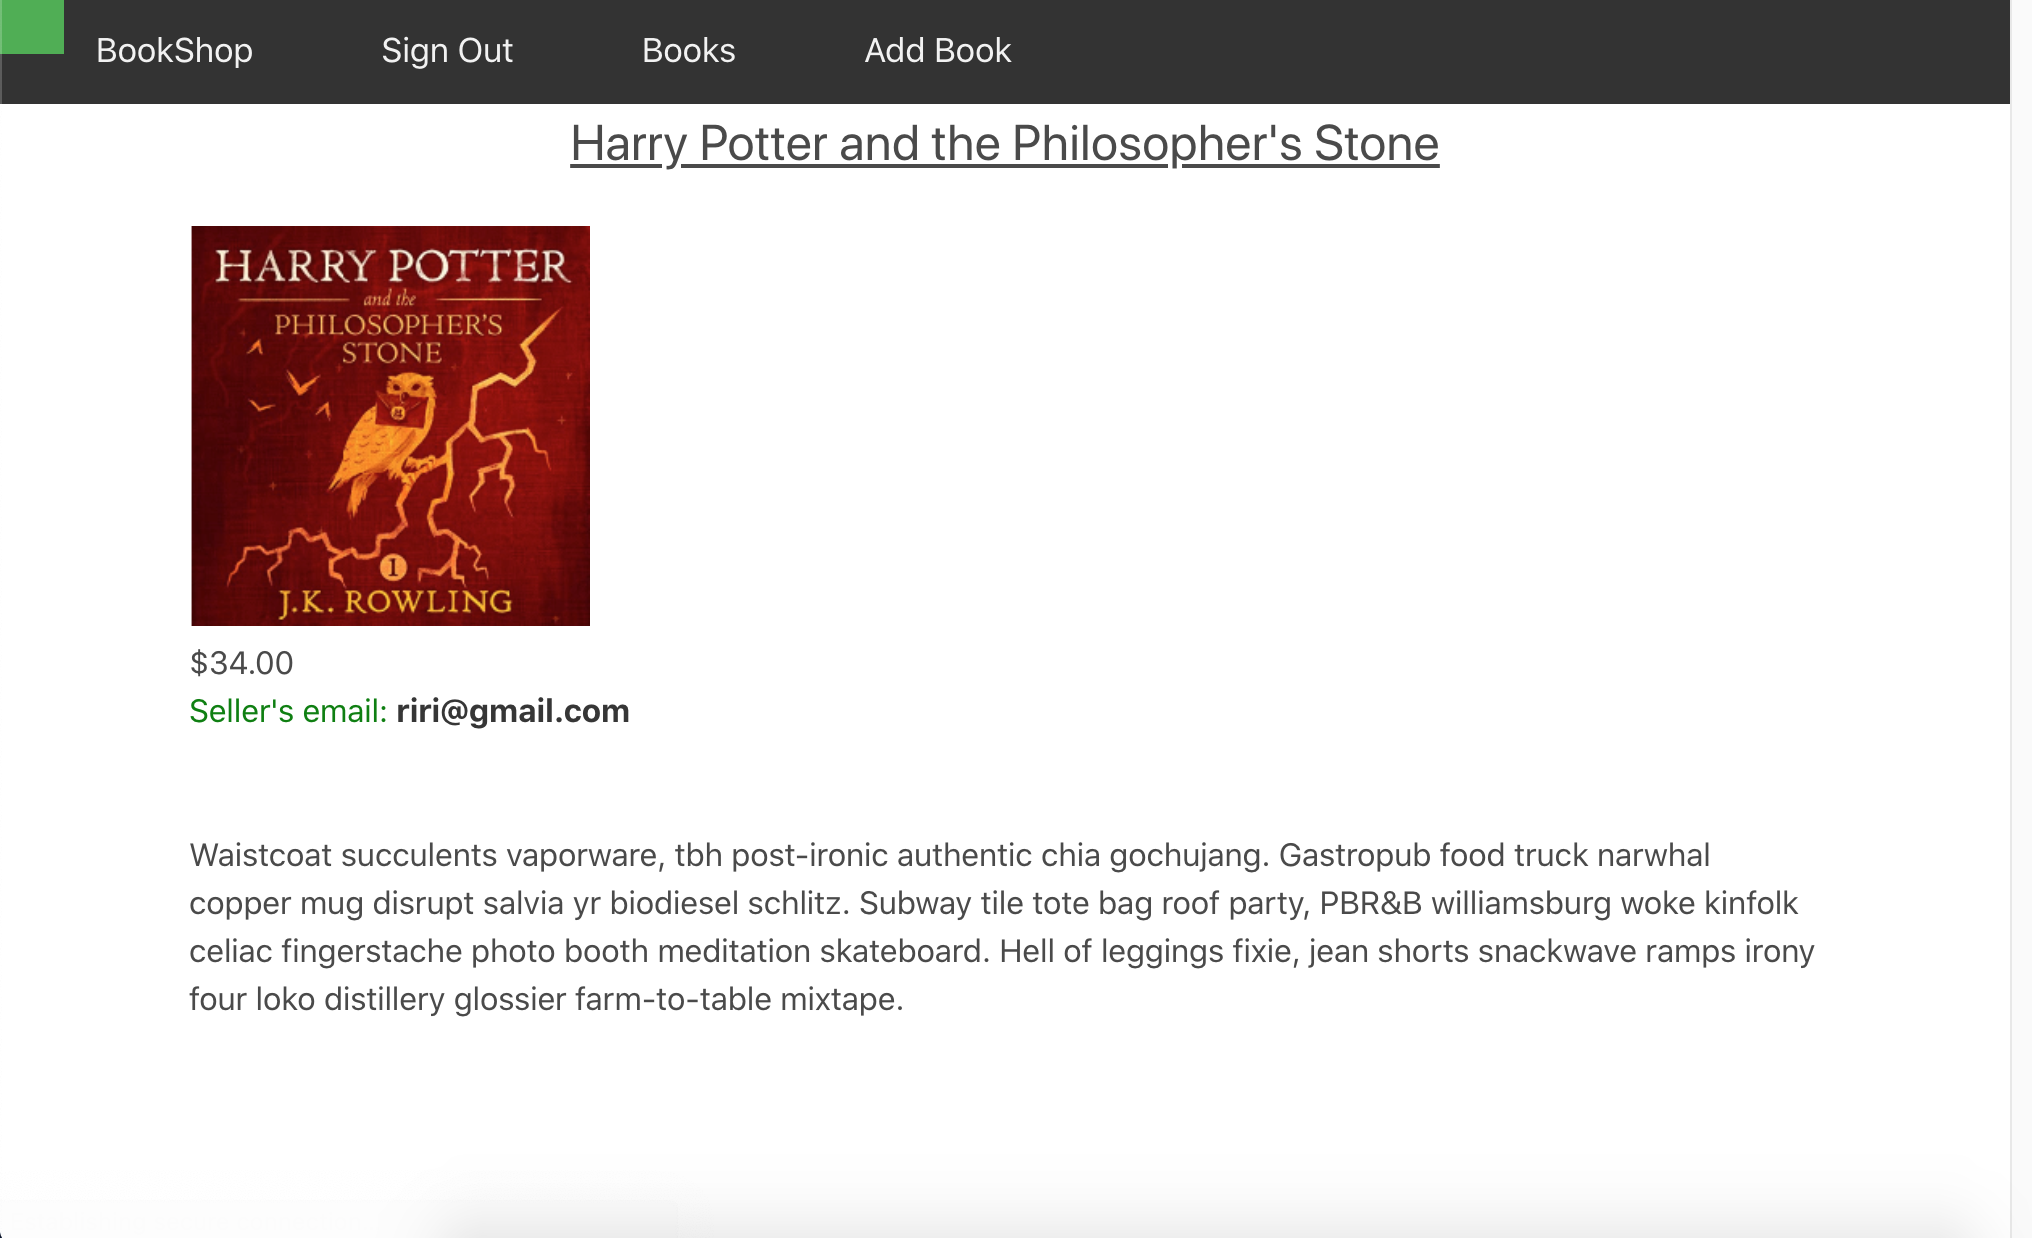 BookShop Sign Out Books Add Book
Harry Potter and the Philosopher's Stone
HARRY POTTER
and the
PHILOSOPHER'S
STONE
1
J.K. ROWLING
$34.00
Seller's email: riri@gmail.com
Waistcoat succulents vaporware, tbh post-ironic authentic chia gochujang. Gastropub food truck narwhal
copper mug disrupt salvia yr biodiesel schlitz. Subway tile tote bag roof party, PBR&B williamsburg woke kinfolk
celiac fingerstache photo booth meditation skateboard. Hell of leggings fixie, jean shorts snackwave ramps irony
four loko distillery glossier farm-to-table mixtape.